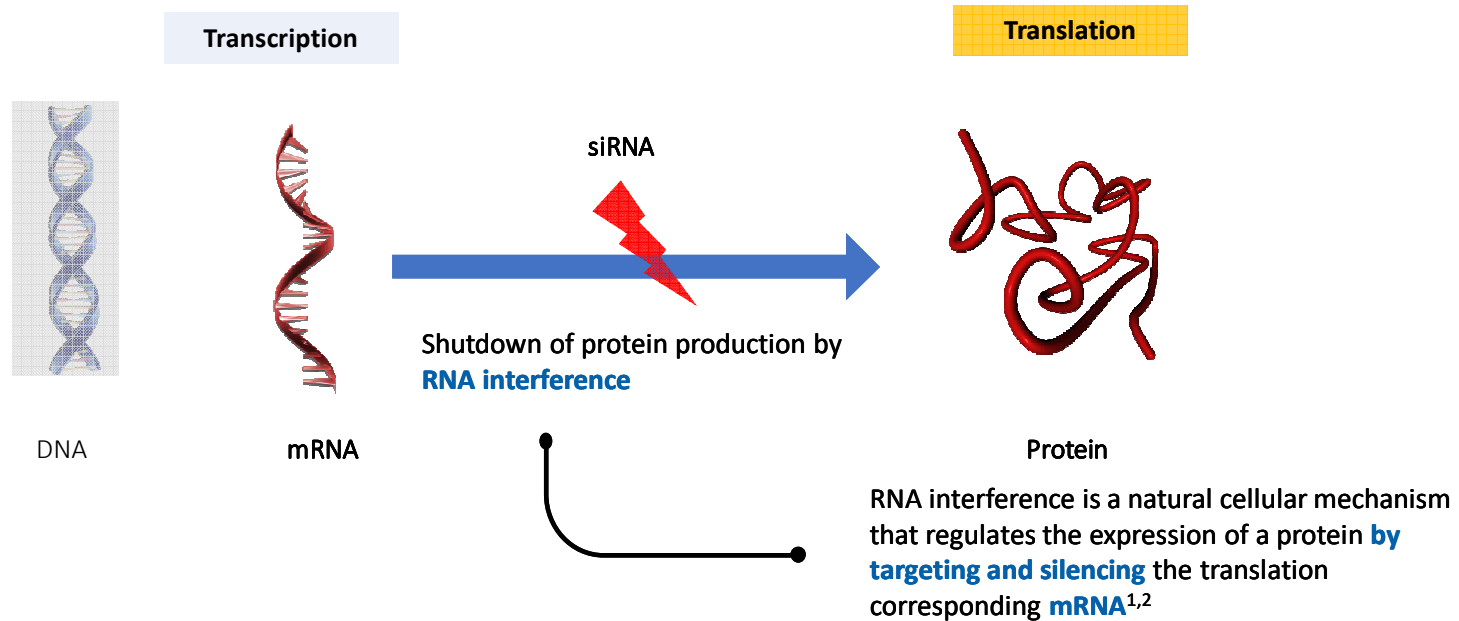 Transcription
Translation
siRNA
Shutdown of protein production by
RNA interference
DNA
mRNA
Protein
RNA interference is a natural cellular mechanism
that regulates the expression of a protein by
targeting and silencing the translation
corresponding mRNA1,2